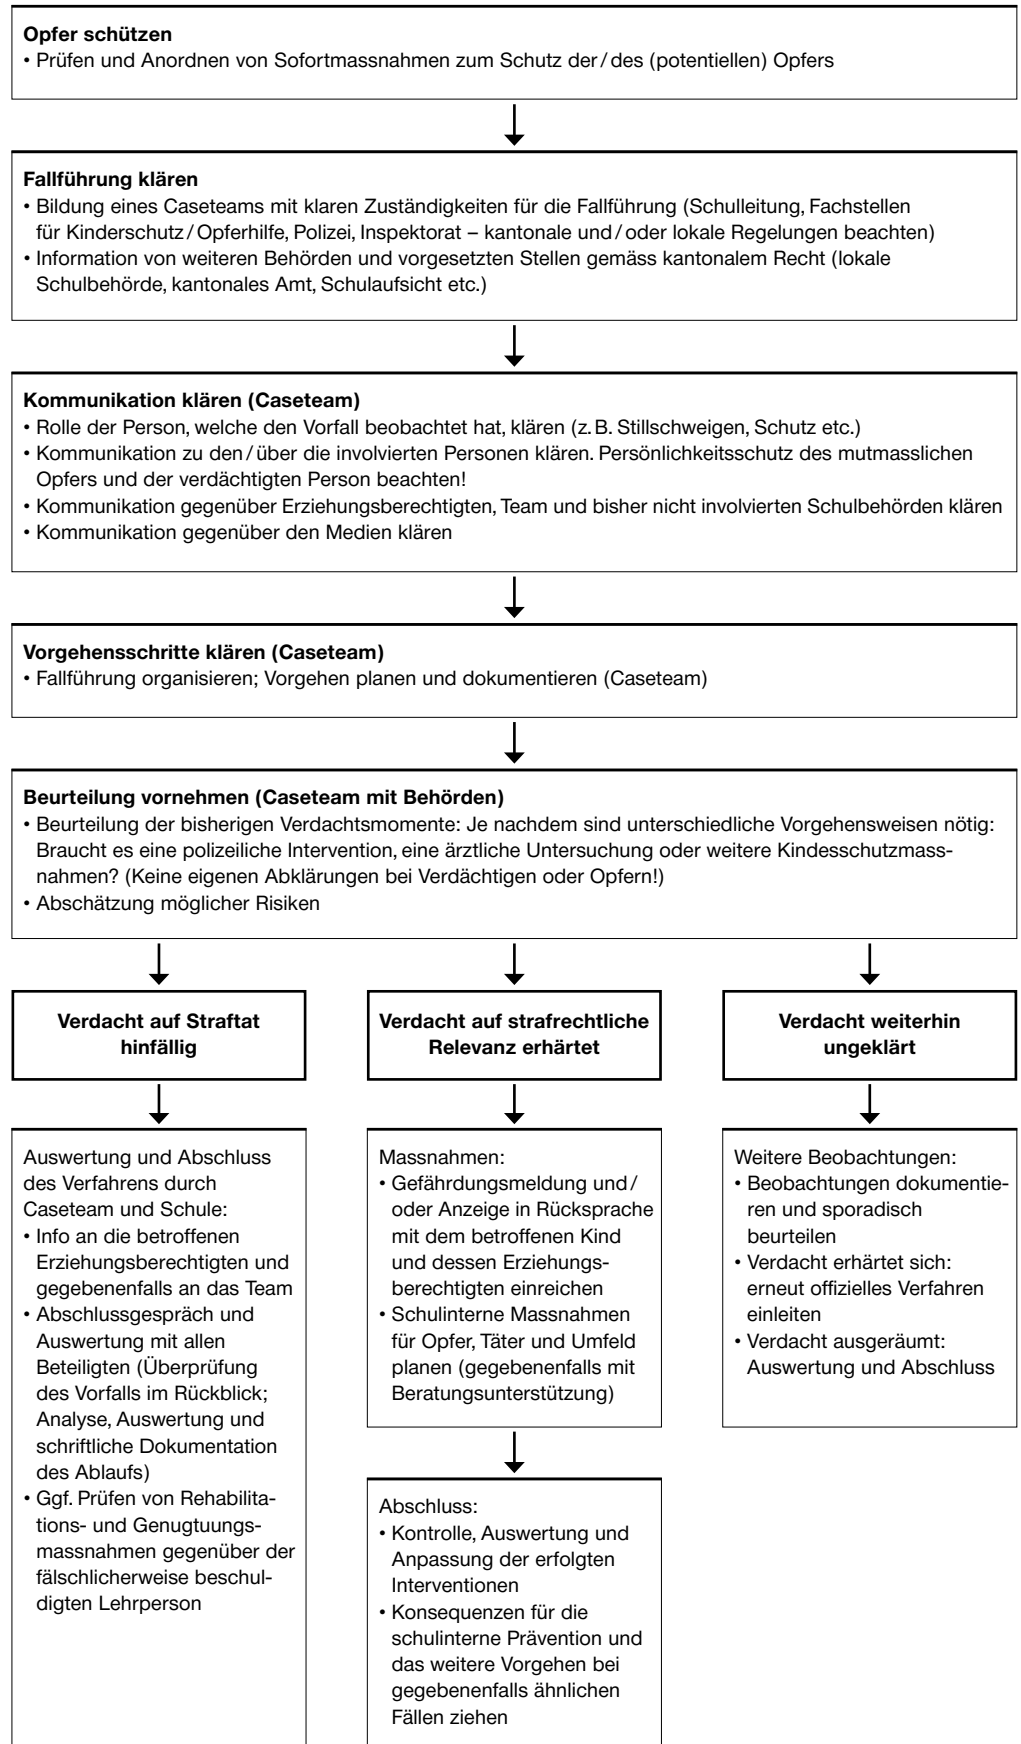 Opfer schützen
• Prüfen und Anordnen von Sofortmassnahmen zum Schutz der/des (potentiellen) Opfers
Fallführung klären
• Bildung eines Caseteams mit klaren Zuständigkeiten für die Fallführung (Schulleitung, Fachstellen
für Kinderschutz/Opferhilfe, Polizei, Inspektorat – kantonale und/oder lokale Regelungen beachten)
• Information von weiteren Behörden und vorgesetzten Stellen gemäss kantonalem Recht (lokale
Schulbehörde, kantonales Amt, Schulaufsicht etc.)
Kommunikation klären (Caseteam)
• Rolle der Person, welche den Vorfall beobachtet hat, klären (z. B. Stillschweigen, Schutz etc.)
• Kommunikation zu den/über die involvierten Personen klären. Persönlichkeitsschutz des mutmasslichen
Opfers und der verdächtigten Person beachten!
• Kommunikation gegenüber Erziehungsberechtigten, Team und bisher nicht involvierten Schulbehörden klären
• Kommunikation gegenüber den Medien klären
Vorgehensschritte klären (Caseteam)
• Fallführung organisieren; Vorgehen planen und dokumentieren (Caseteam)
Beurteilung vornehmen (Caseteam mit Behörden)
• Beurteilung der bisherigen Verdachtsmomente: Je nachdem sind unterschiedliche Vorgehensweisen nötig:
Braucht es eine polizeiliche Intervention, eine ärztliche Untersuchung oder weitere Kindesschutzmass-
nahmen? (Keine eigenen Abklärungen bei Verdächtigen oder Opfern!)
• Abschätzung möglicher Risiken
Verdacht auf Straftat
hinfällig
Auswertung und Abschluss
des Verfahrens durch
Caseteam und Schule:
• Info an die betroffenen
Erziehungsberechtigten und
gegebenenfalls an das Team
• Abschlussgespräch und
Auswertung mit allen
Beteiligten (Überprüfung
des Vorfalls im Rückblick;
Analyse, Auswertung und
schriftliche Dokumentation
des Ablaufs)
• Ggf. Prüfen von Rehabilita-
tions- und Genugtuungs-
massnahmen gegenüber der
fälschlicherweise beschul-
digten Lehrperson
Verdacht auf strafrechtliche
Relevanz erhärtet
Massnahmen:
• Gefährdungsmeldung und/
oder Anzeige in Rücksprache
mit dem betroffenen Kind
und dessen Erziehungs-
berechtigten einreichen
• Schulinterne Massnahmen
für Opfer, Täter und Umfeld
planen (gegebenenfalls mit
Beratungsunterstützung)
Abschluss:
• Kontrolle, Auswertung und
Anpassung der erfolgten
Interventionen
• Konsequenzen für die
schulinterne Prävention und
das weitere Vorgehen bei
gegebenenfalls ähnlichen
Fällen ziehen
Verdacht weiterhin
ungeklärt
Weitere Beobachtungen:
• Beobachtungen dokumentie-
ren und sporadisch
beurteilen
• Verdacht erhärtet sich:
erneut offizielles Verfahren
einleiten
• Verdacht ausgeräumt:
Auswertung und Abschluss